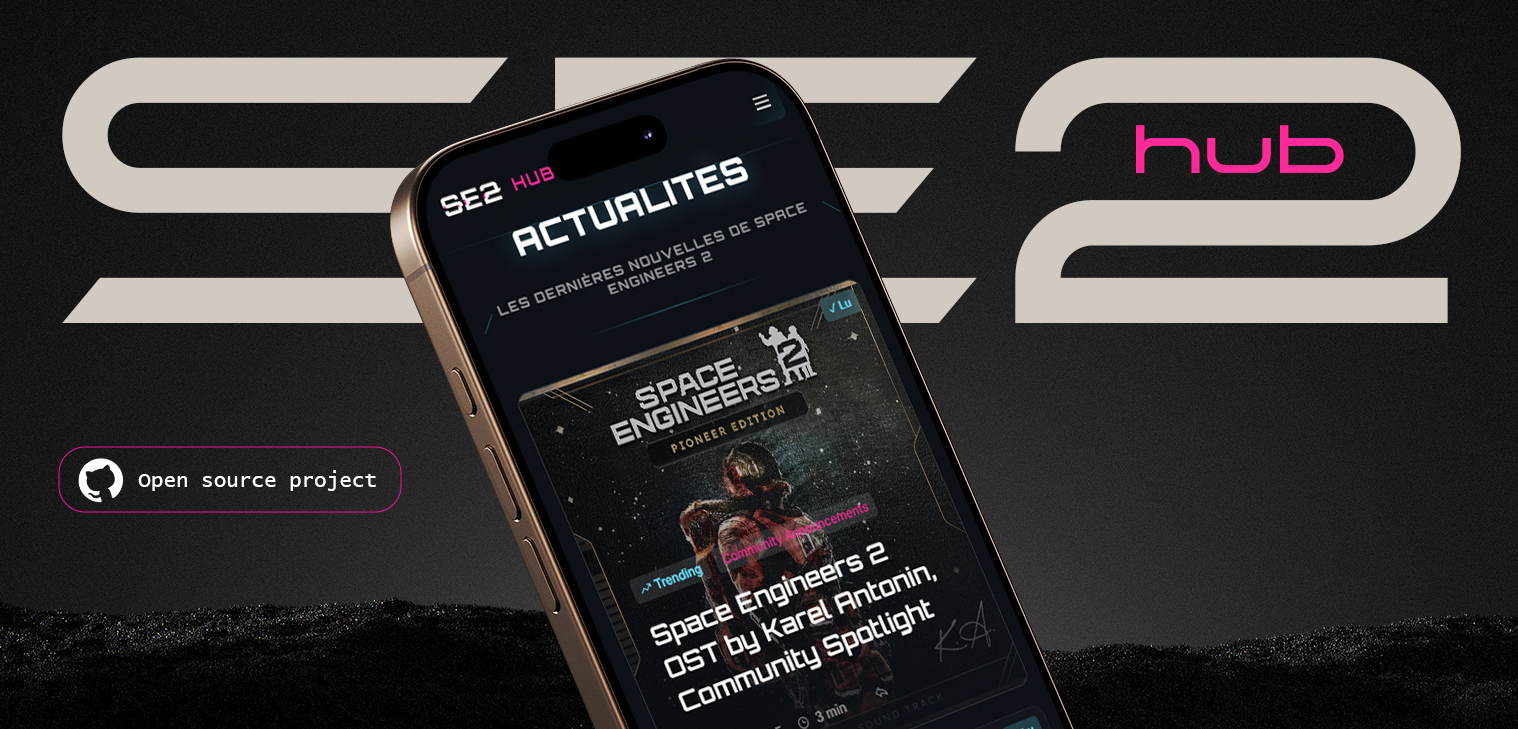 SE2
hub
SE2 HUB
ACTUALITES
LES DERNIÈRES NOUVELLES DE SPACE
ENGINEERS 2
✓ Lu
SPACE
ENGINEERS 2
PIONEER EDITION
Trending
Community Announcements
Space Engineers 2
OST by Karel Antonin,
Community Spotlight
KA
3 min
SOUND TRACK
Open source project